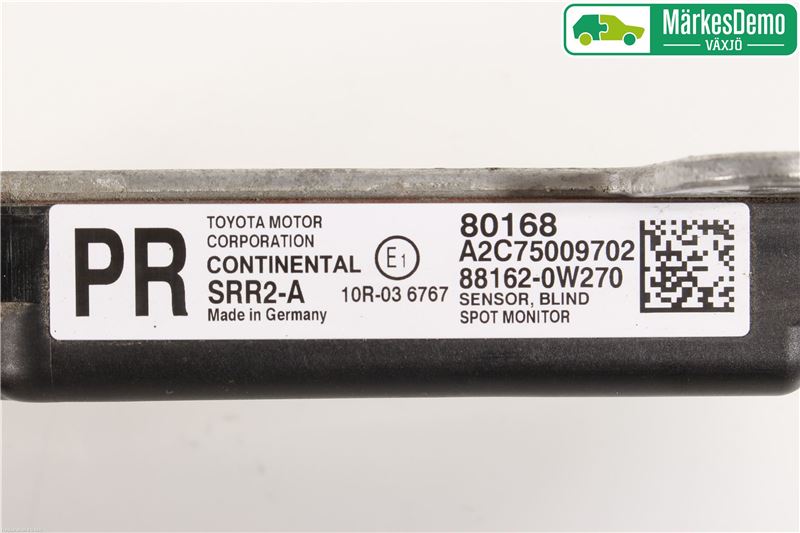 MärkesDemo
VÄXJÖ
PR
TOYOTA MOTOR
CORPORATION
CONTINENTAL
SRR2-A
Made in Germany
E1
10R-03 6767
80168
A2C75009702
88162-0W270
SENSOR, BLIND
SPOT MONITOR